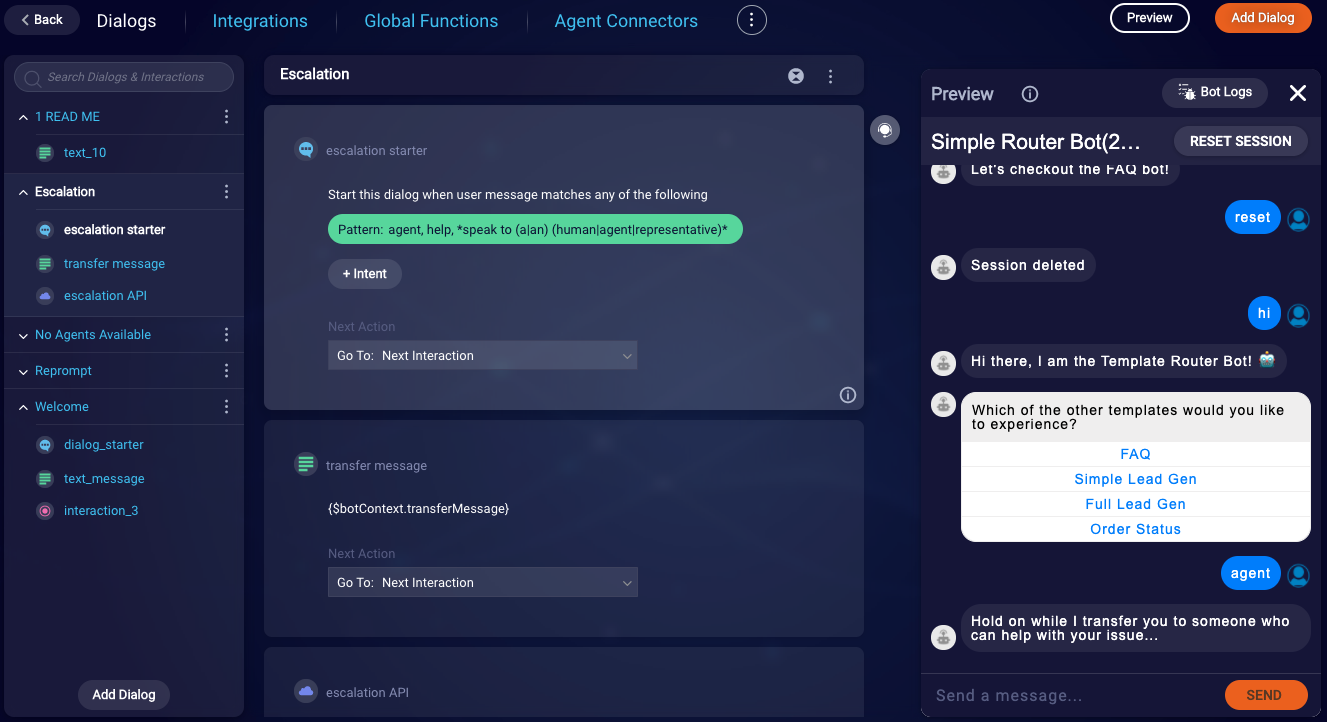 Back
Dialogs
Integrations
Global Functions
Agent Connectors
Preview
Add Dialog
Search Dialogs & Interactions
1 READ ME
text_10
Escalation
escalation starter
transfer message
escalation API
No Agents Available
Reprompt
Welcome
dialog_starter
text_message
interaction_3
Add Dialog
Escalation
escalation starter
Start this dialog when user message matches any of the following
Pattern: agent, help, *speak to (a|an) (human|agent|representative)*
+ Intent
Next Action
Go To: Next Interaction
transfer message
{$botContext.transferMessage}
Next Action
Go To: Next Interaction
escalation API
Preview
Bot Logs
Simple Router Bot(2...
RESET SESSION
Let's checkout the FAQ bot!
reset
Session deleted
hi
Hi there, I am the Template Router Bot! 🤖
Which of the other templates would you like
to experience?
FAQ
Simple Lead Gen
Full Lead Gen
Order Status
agent
Hold on while I transfer you to someone who
can help with your issue...
Send a message...
SEND